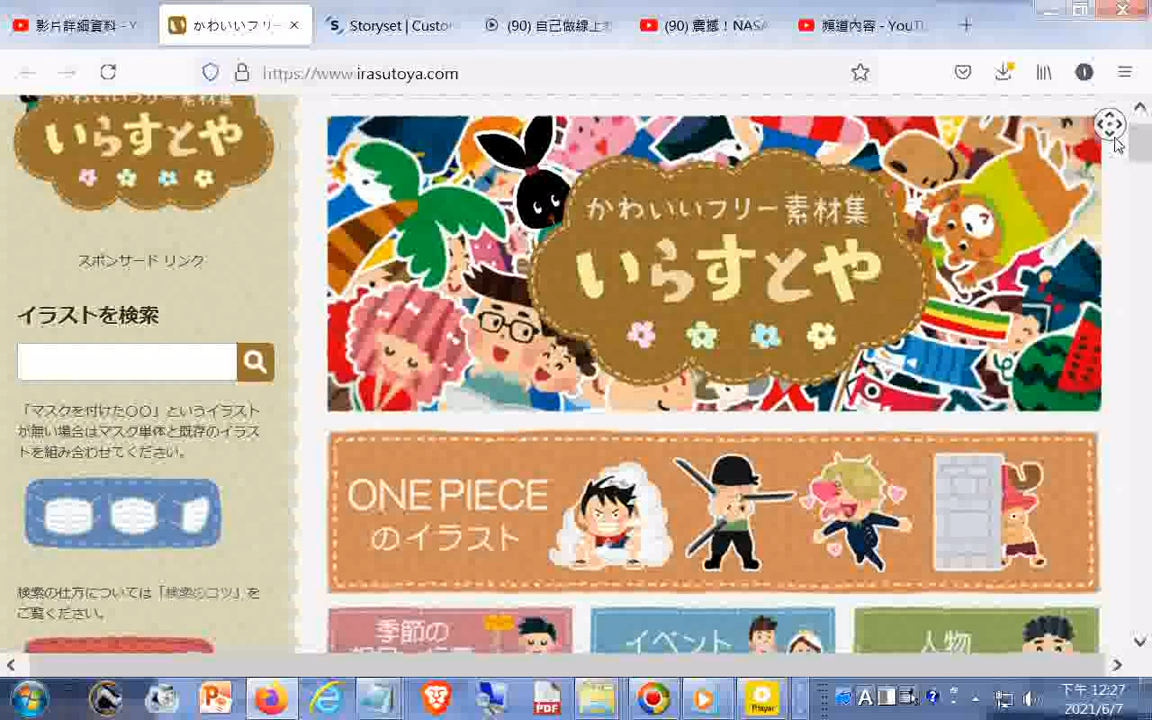 影片詳細資料 - Y
かわいいフリー
Storyset | Custo
(90) 自己做線上
(90) 震撼！NAS
頻道內容 - YouTu
https://www.irasutoya.com
かわいいフリー素材集
いらすとや
スポンサード リンク
イラストを検索
「マスクを付けた〇〇」というイラスト
が無い場合はマスク単体と既存のイラス
トを組み合わせてください。
検索の仕方については「検索のコツ」を
ご覧ください。
かわいいフリー素材集
いらすとや
ONE PIECE
のイラスト
季節の
イベント
人物
PDF
Player
A
下午 12:27
2021/6/7